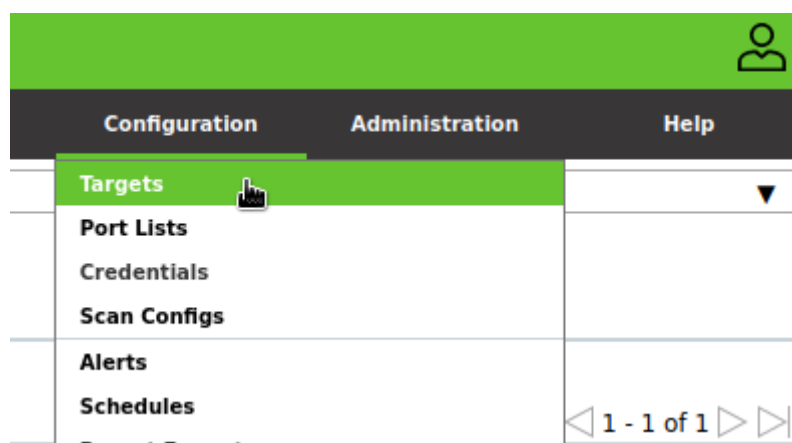 Configuration Administration Help
Targets
Port Lists
Credentials
Scan Configs
Alerts
Schedules
1 - 1 of 1